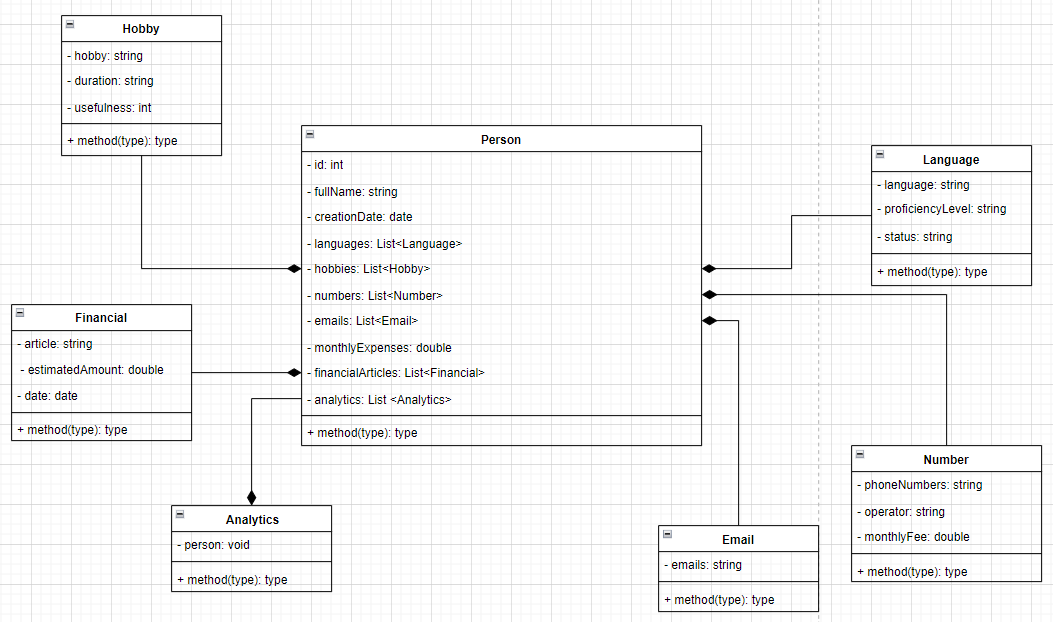 Hobby
- hobby: string
- duration: string
- usefulness: int
+ method(type): type
Person
- id: int
- fullName: string
- creationDate: date
- languages: List<Language>
- hobbies: List<Hobby>
- numbers: List<Number>
- emails: List<Email>
- monthlyExpenses: double
- financialArticles: List<Financial>
- analytics: List <Analytics>
+ method(type): type
Language
- language: string
- proficiencyLevel: string
- status: string
+ method(type): type
Financial
- article: string
- estimatedAmount: double
- date: date
+ method(type): type
Analytics
- person: void
+ method(type): type
Email
- emails: string
+ method(type): type
Number
- phoneNumbers: string
- operator: string
- monthlyFee: double
+ method(type): type